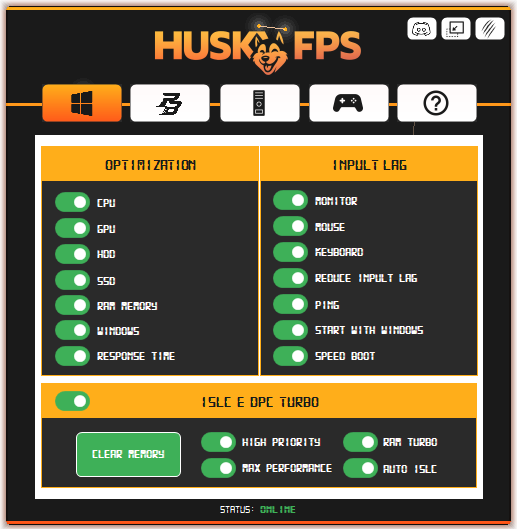 HUSKY FPS
OPTIMIZATION
CPU
GPU
HDD
SSD
RAM MEMORY
WINDOWS
RESPONSE TIME
INPULT LAG
MONITOR
MOUSE
KEYBOARD
REDUCE IMPULT LAG
PING
START WITH WINDOWS
SPEED BOOT
ISLC E DPC TURBO
CLEAR MEMORY
HIGH PRIORITY
MAX PERFORMANCE
RAM TURBO
AUTO ISLC
STATUS: ONLINE